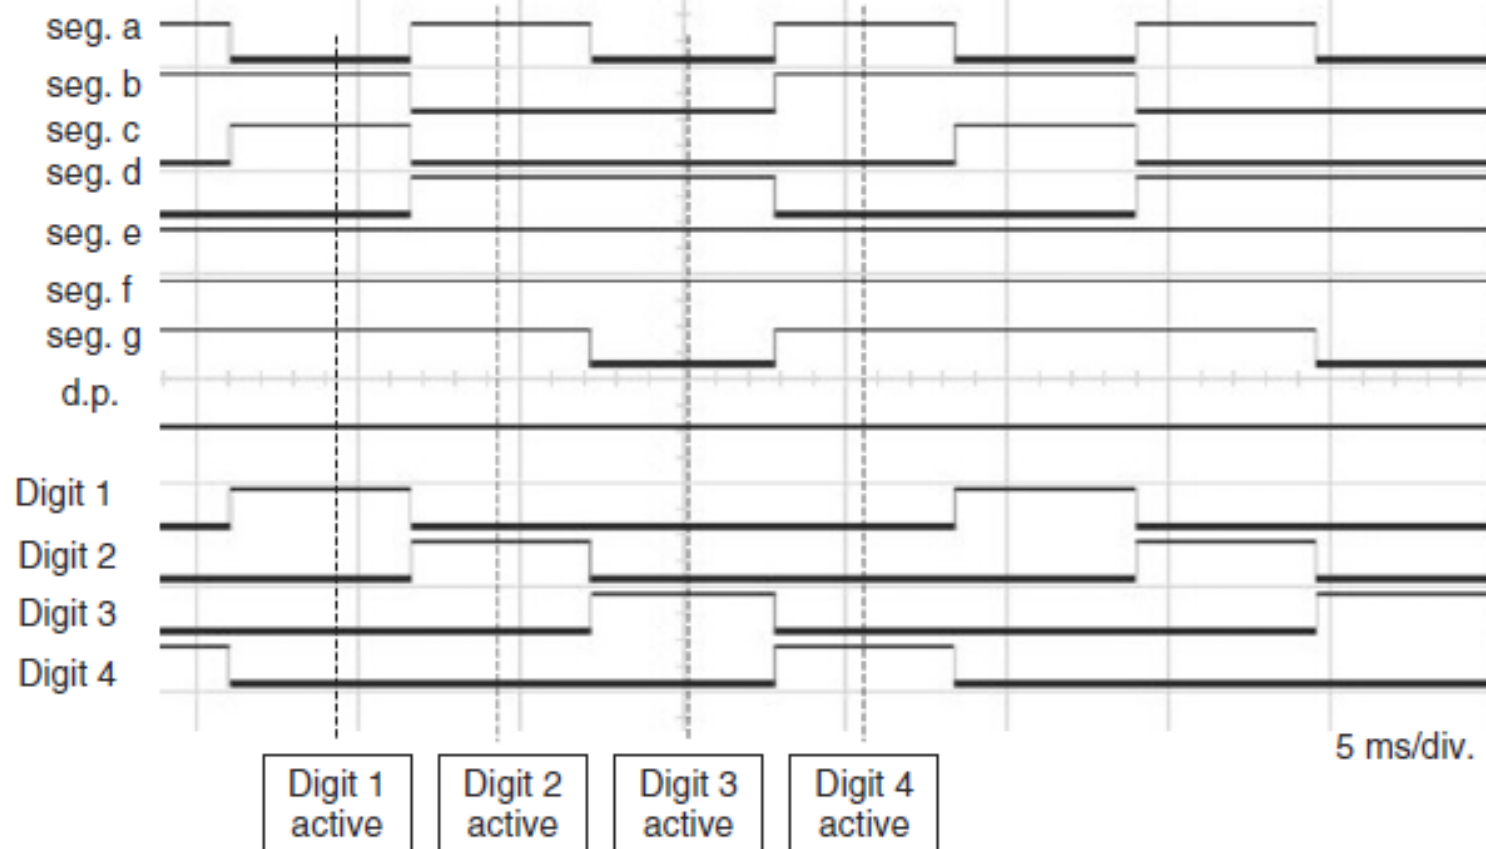 seg. a
seg. b
seg. c
seg. d
seg. e
seg. f
seg. g
d.p.
Digit 1
Digit 2
Digit 3
Digit 4
5 ms/div.
Digit 1
active
Digit 2
active
Digit 3
active
Digit 4
active